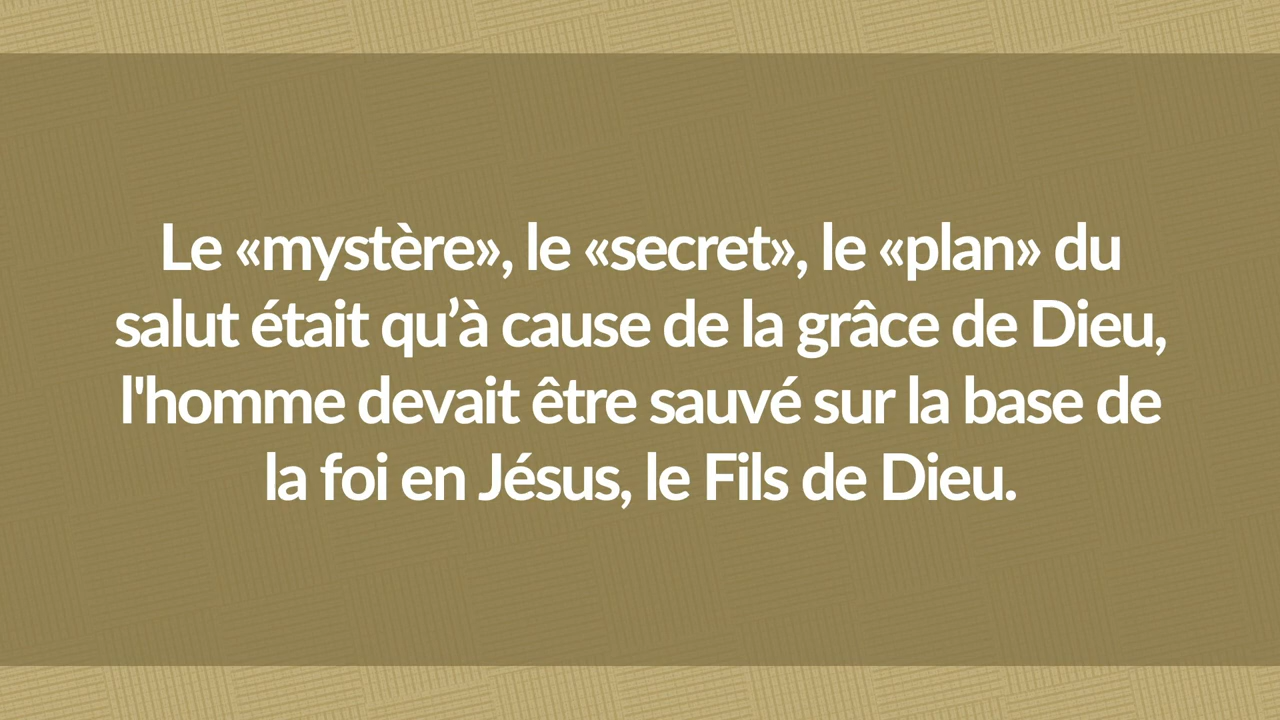 Le «mystère», le «secret», le «plan» du
salut était qu’à cause de la grâce de Dieu,
l'homme devait être sauvé sur la base de
la foi en Jésus, le Fils de Dieu.